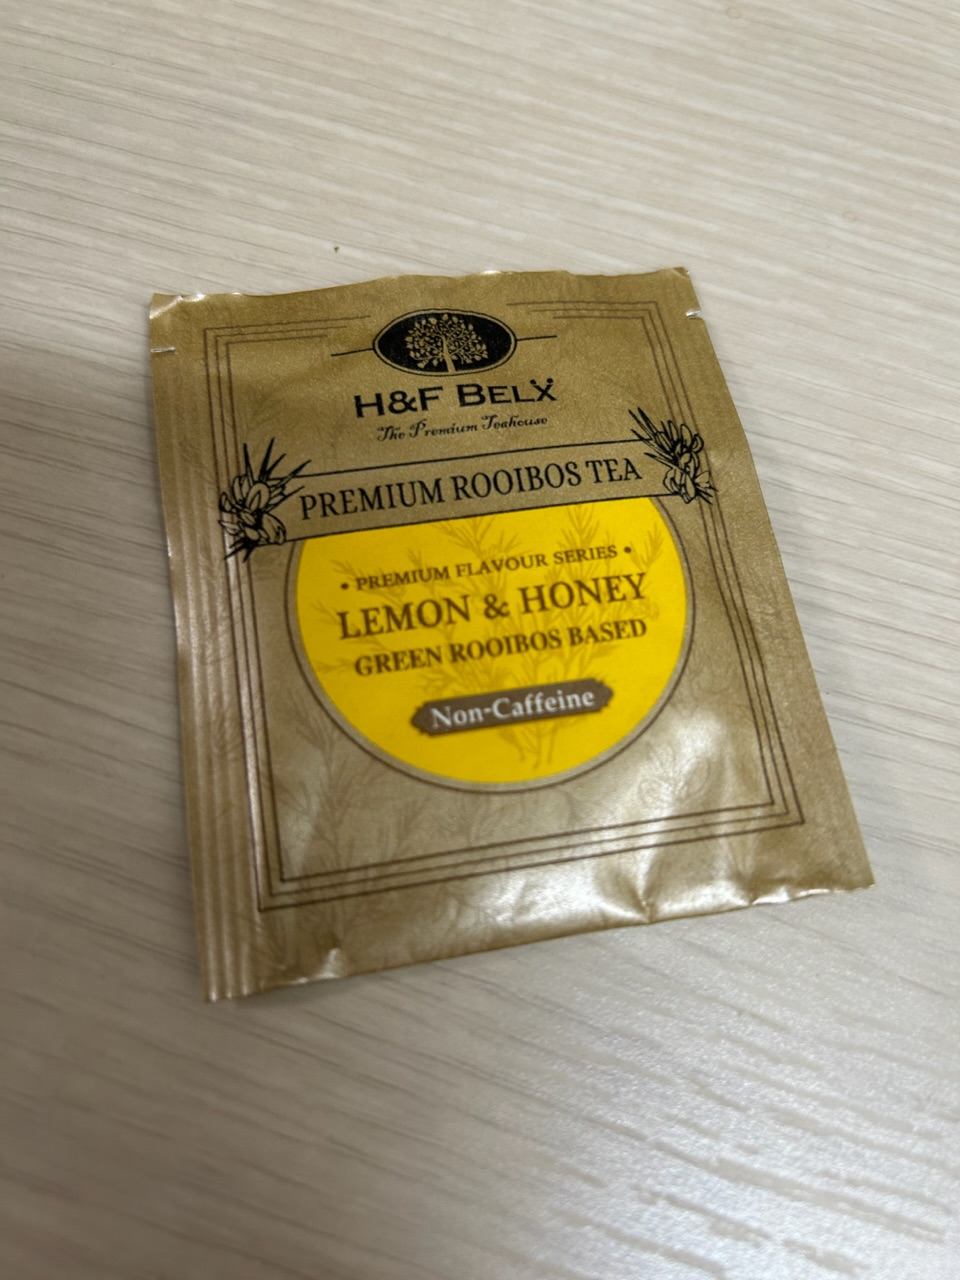 H&F BELX
The Premium Teahouse
PREMIUM ROOIBOS TEA
• PREMIUM FLAVOUR SERIES •
LEMON & HONEY
GREEN ROOIBOS BASED
Non-Caffeine